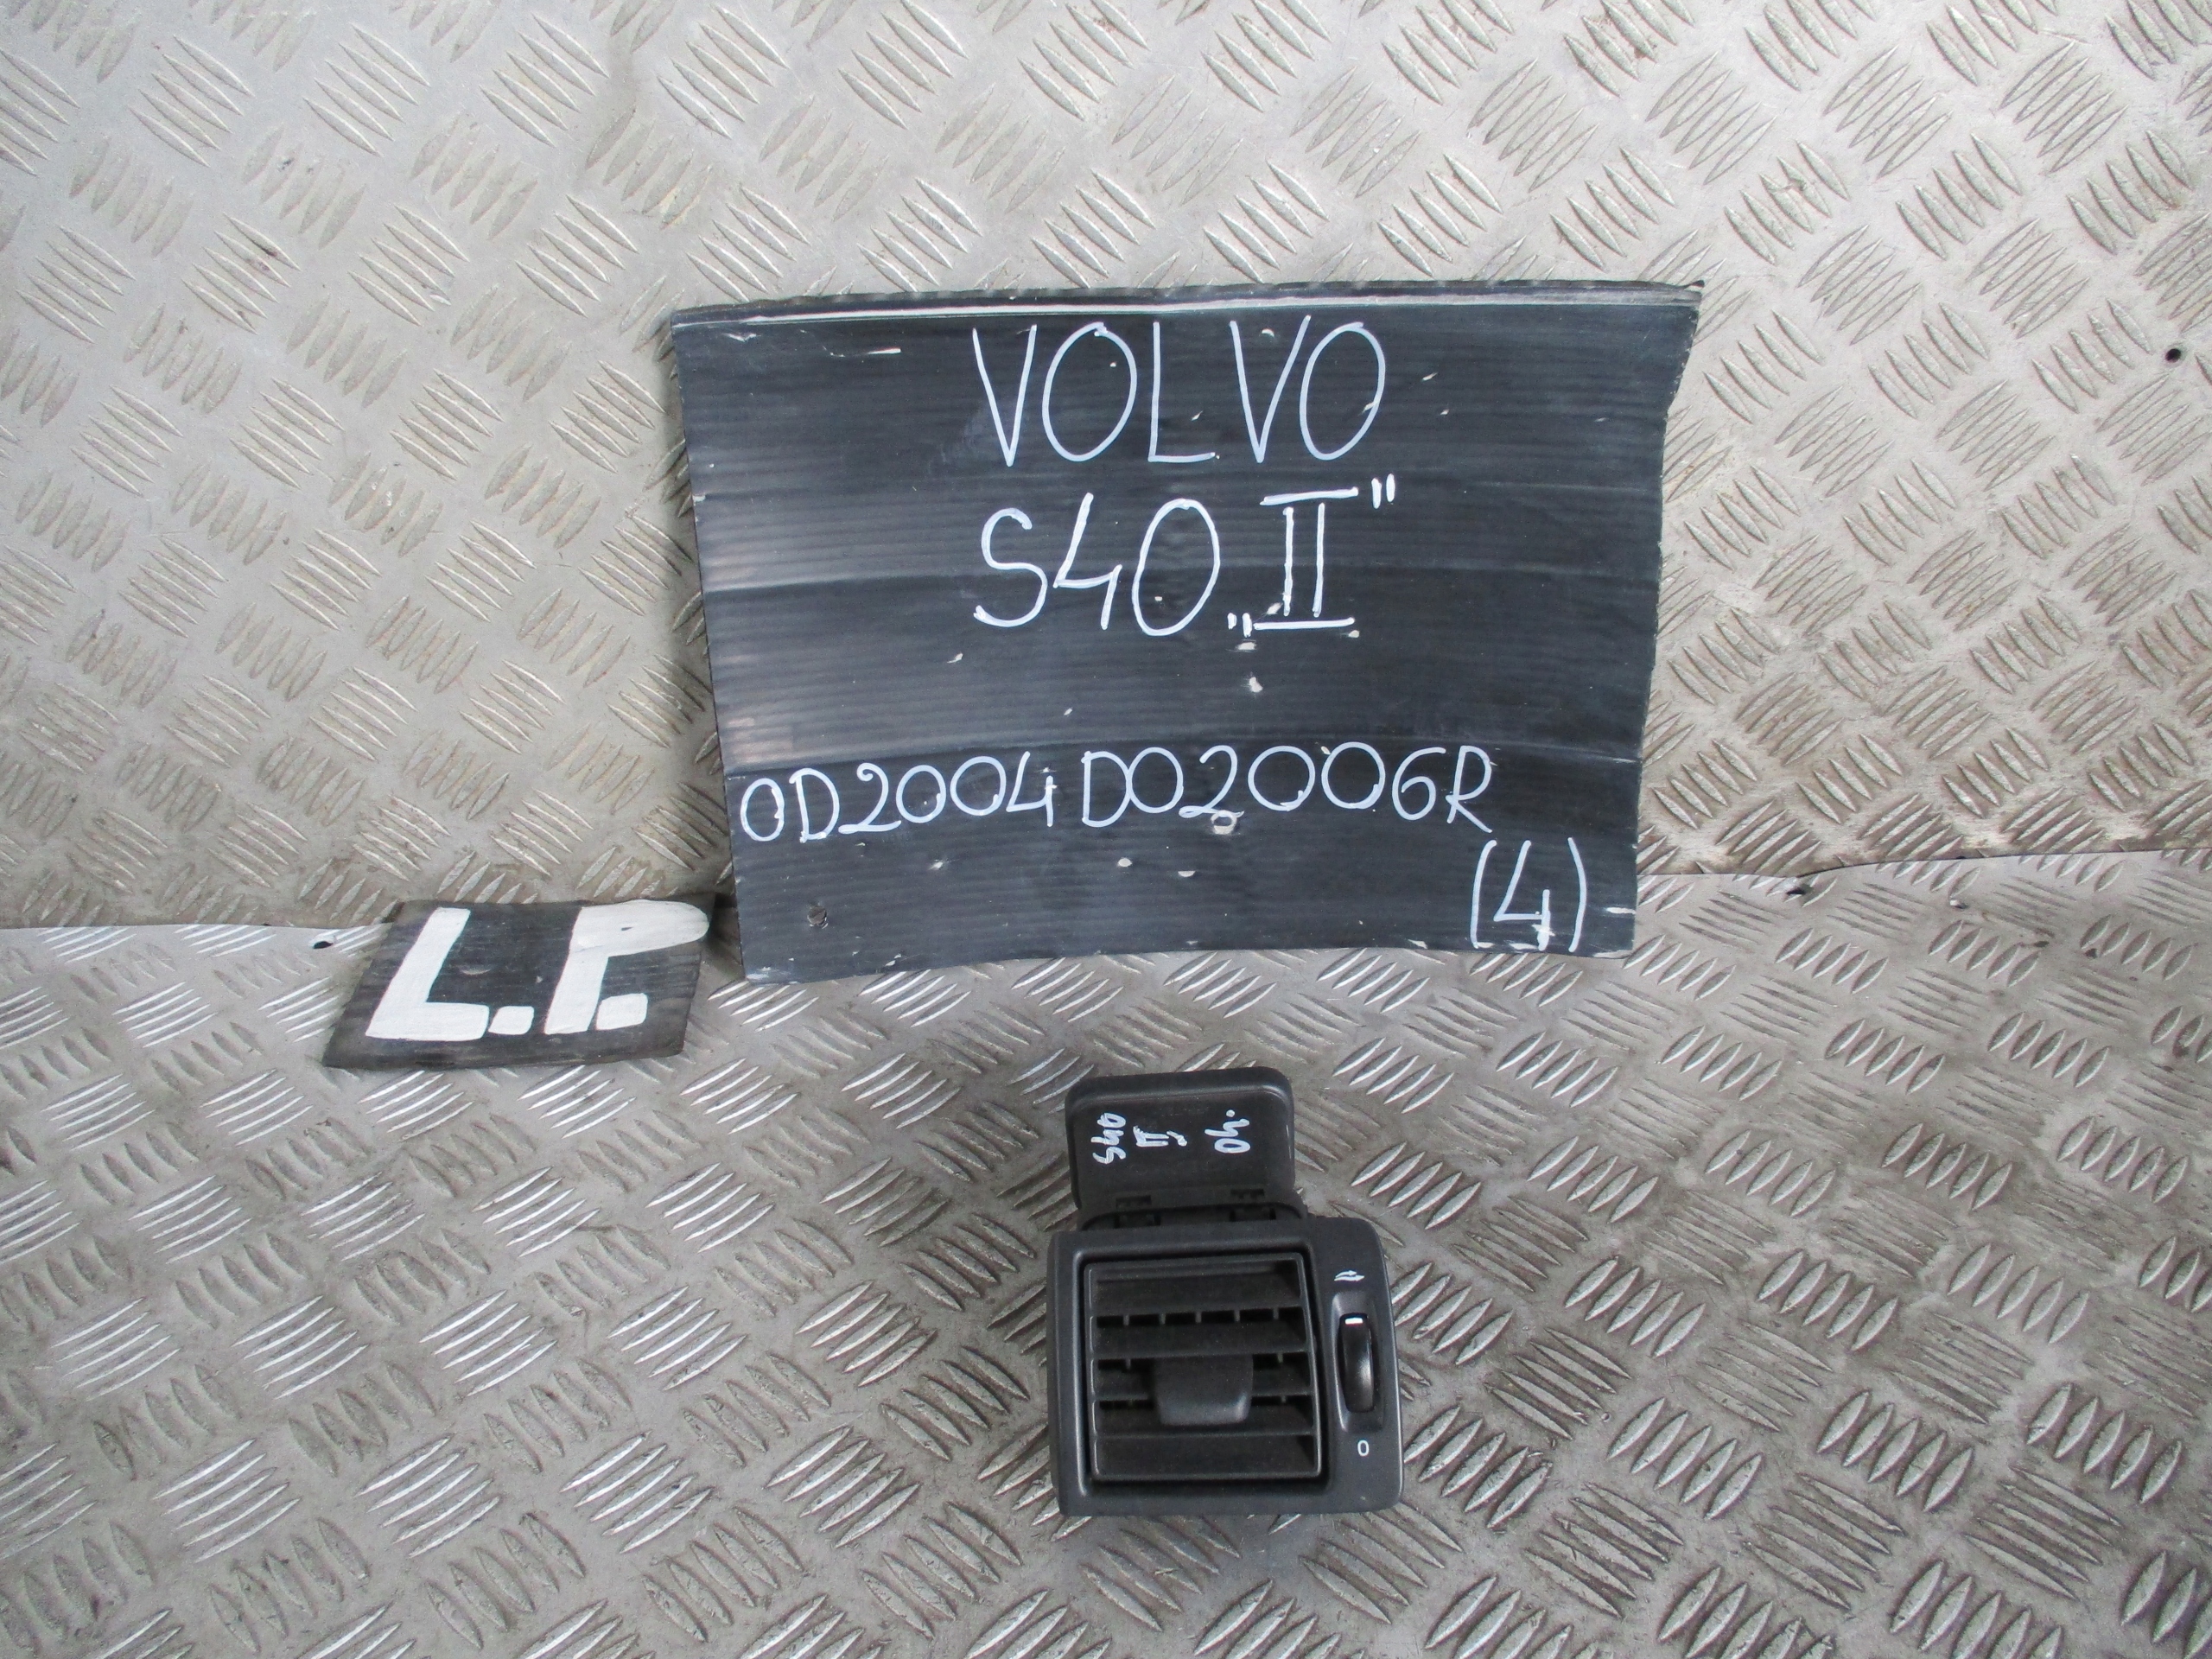 VOLVO
S40 „II”
OD2004 DO2006R
(4)
L.P.
S40
II
04.
0